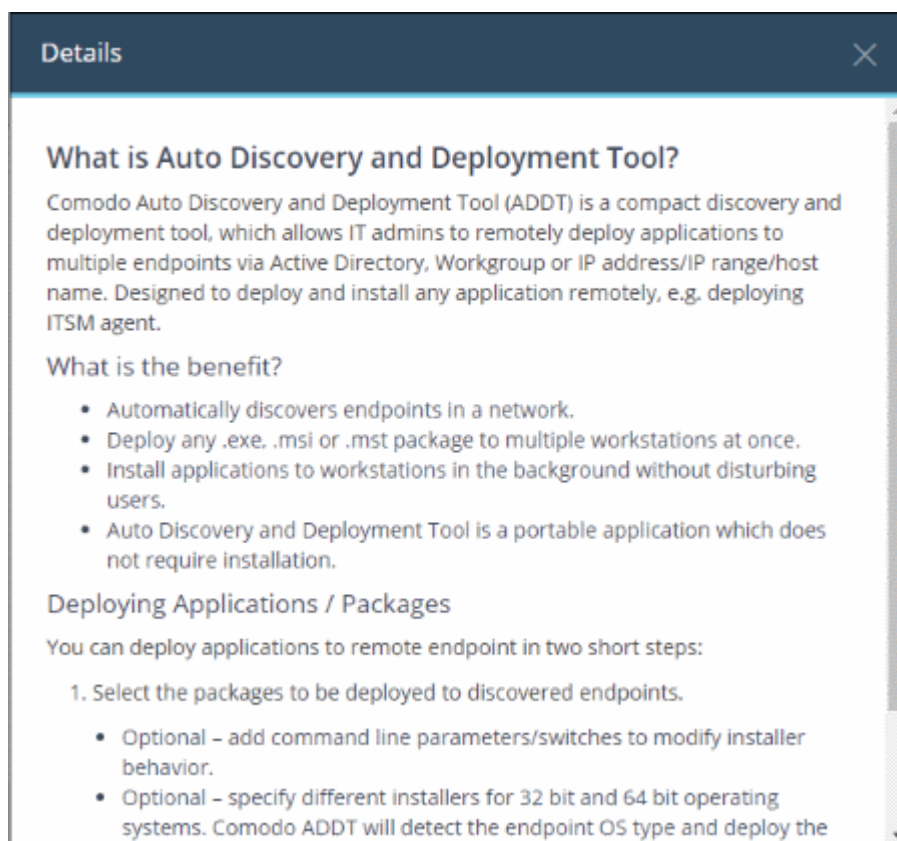 Details
What is Auto Discovery and Deployment Tool?
Comodo Auto Discovery and Deployment Tool (ADDT) is a compact discovery and
deployment tool, which allows IT admins to remotely deploy applications to
multiple endpoints via Active Directory, Workgroup or IP address/IP range/host
name. Designed to deploy and install any application remotely, e.g. deploying
ITSM agent.
What is the benefit?
• Automatically discovers endpoints in a network.
• Deploy any .exe, .msi or .mst package to multiple workstations at once.
• Install applications to workstations in the background without disturbing
users.
• Auto Discovery and Deployment Tool is a portable application which does
not require installation.
Deploying Applications / Packages
You can deploy applications to remote endpoint in two short steps:
1. Select the packages to be deployed to discovered endpoints.
• Optional – add command line parameters/switches to modify installer
behavior.
• Optional – specify different installers for 32 bit and 64 bit operating
systems. Comodo ADDT will detect the endpoint OS type and deploy the